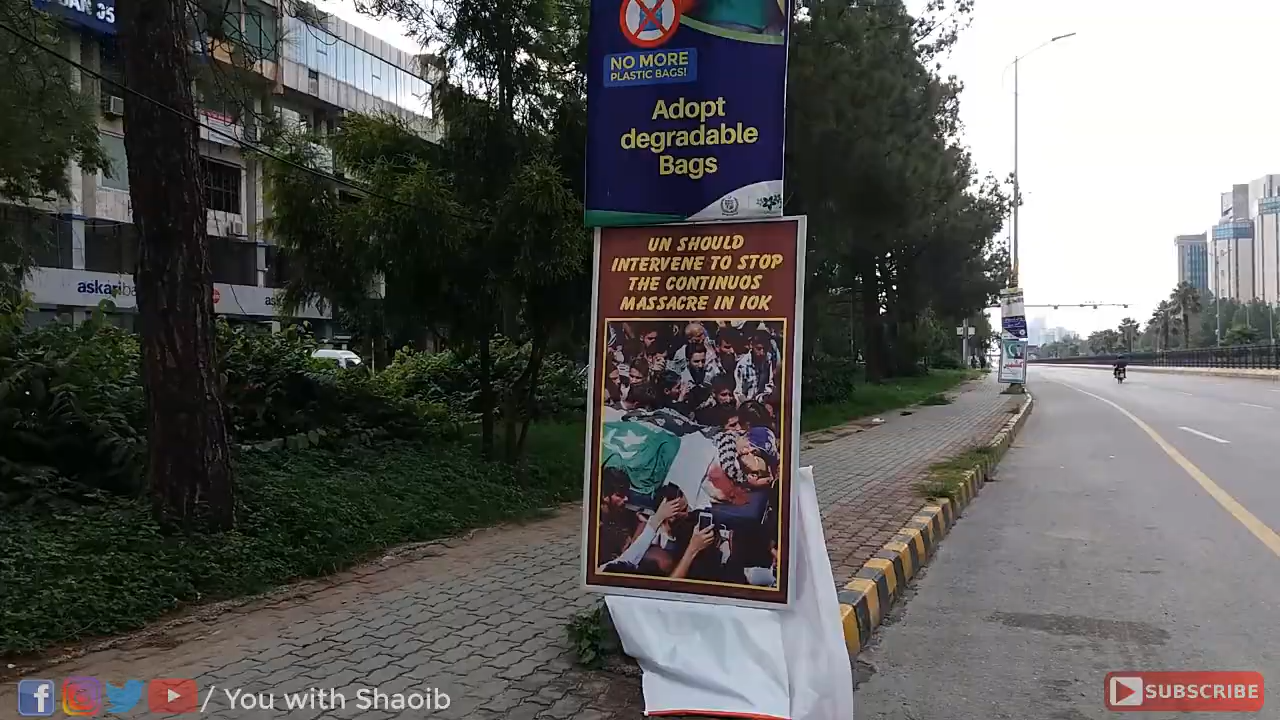 NO MORE
PLASTIC BAGS!
Adopt
degradable
Bags
UN SHOULD
INTERVENE TO STOP
THE CONTINUOS
MASSACRE IN IOK
askari
/ You with Shaoib
SUBSCRIBE